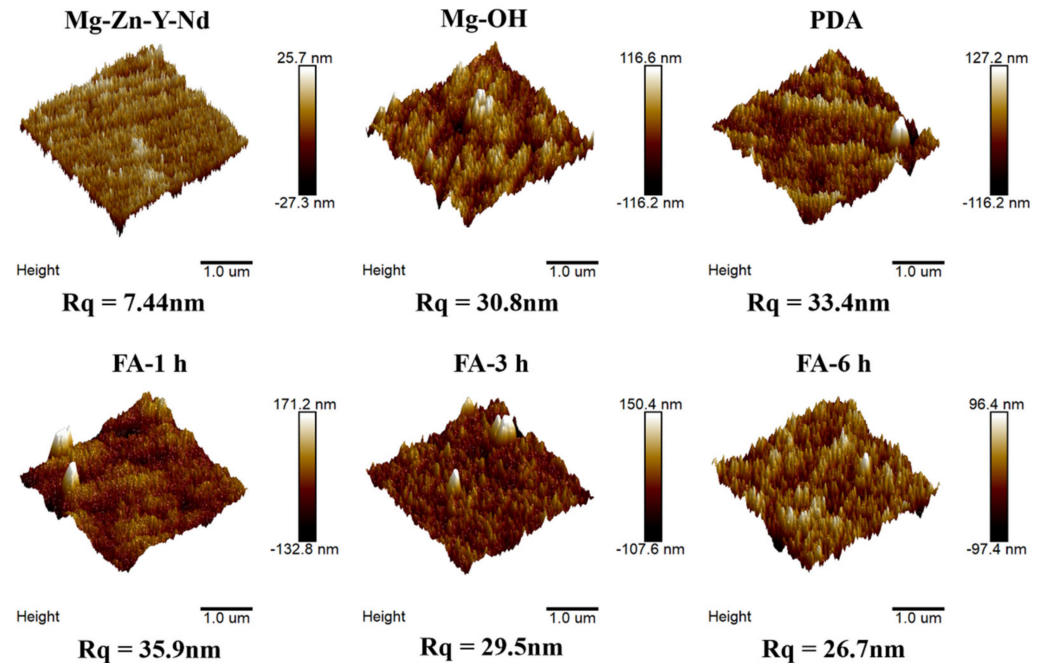 Mg-Zn-Y-Nd
25.7 nm
-27.3 nm
Height
1.0 um
Rq = 7.44nm
Mg-OH
116.6 nm
-116.2 nm
Height
1.0 um
Rq = 30.8nm
PDA
127.2 nm
-116.2 nm
Height
1.0 um
Rq = 33.4nm
FA-1 h
171.2 nm
-132.8 nm
Height
1.0 um
Rq = 35.9nm
FA-3 h
150.4 nm
-107.6 nm
Height
1.0 um
Rq = 29.5nm
FA-6 h
96.4 nm
-97.4 nm
Height
1.0 um
Rq = 26.7nm